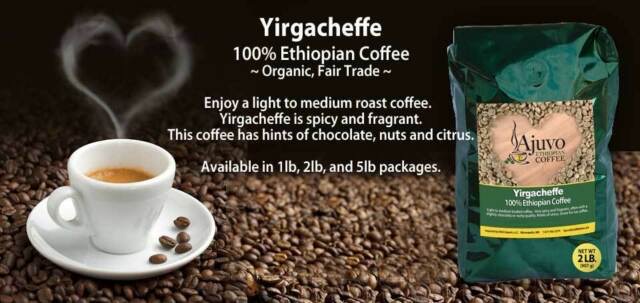 Yirgacheffe
100% Ethiopian Coffee
~ Organic, Fair Trade ~
Enjoy a light to medium roast coffee.
Yirgacheffe is spicy and fragrant.
This coffee has hints of chocolate, nuts and citrus.
Available in 1lb, 2lb, and 5lb packages.
Ajuvo
ETHIOPIAN
COFFEE
Yirgacheffe
100% Ethiopian Coffee
NET WT
2 LB.
(907 g)